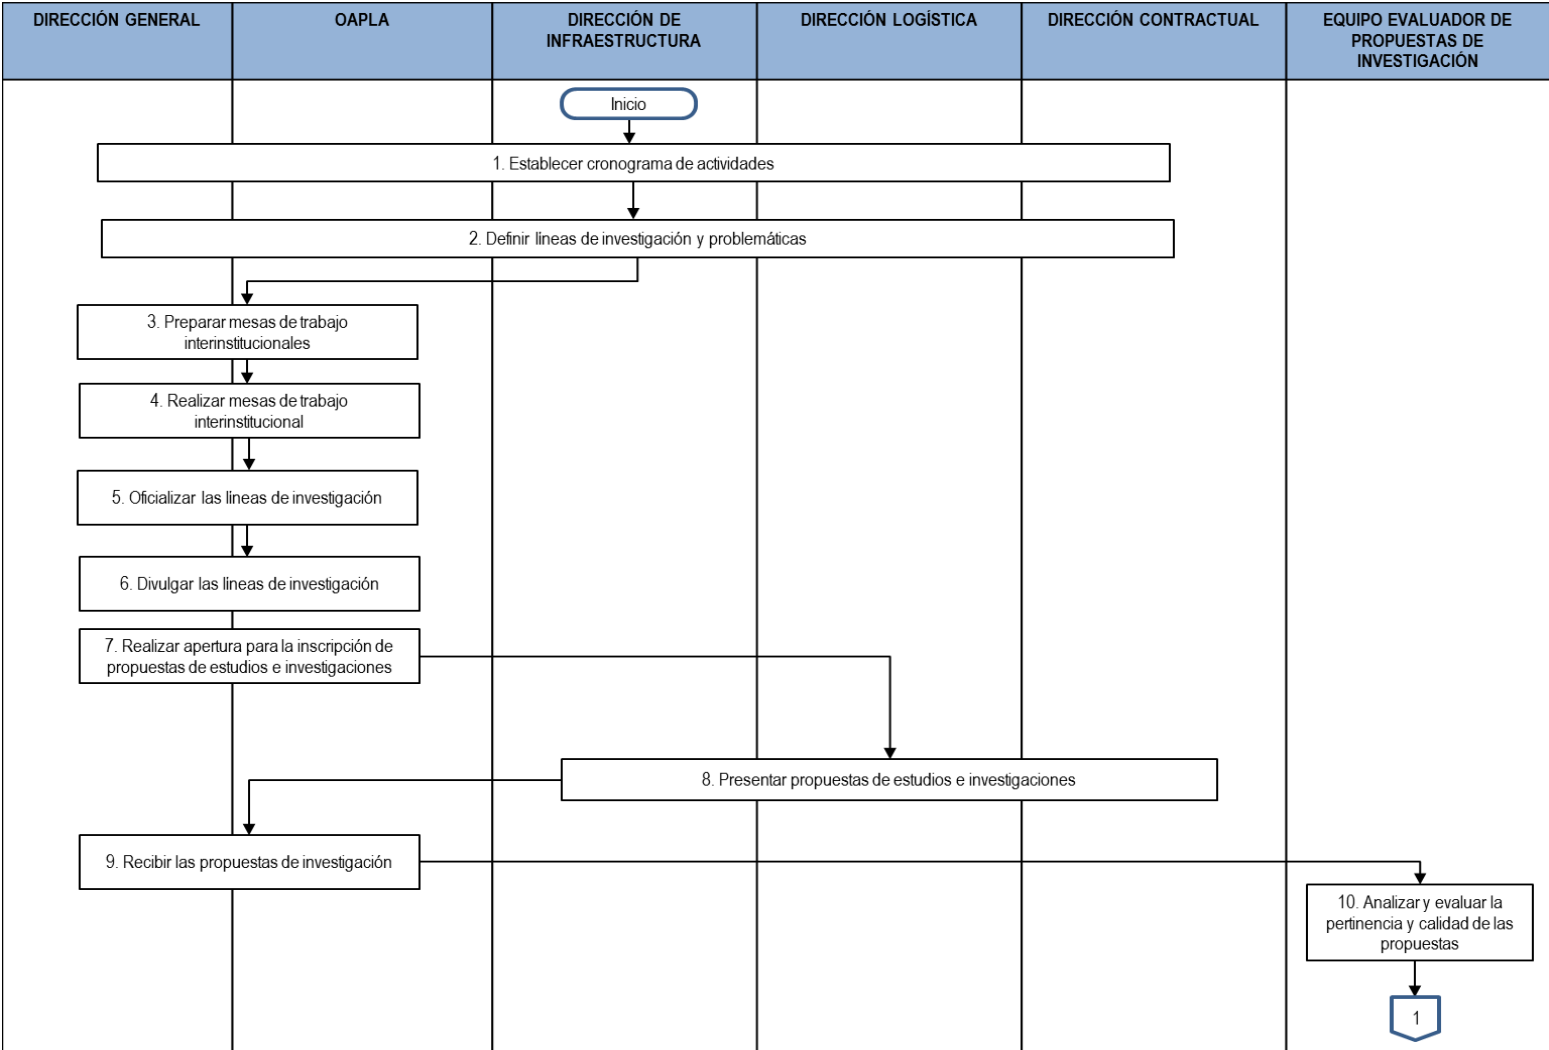 DIRECCIÓN GENERAL
OAPLA
DIRECCIÓN DE
INFRAESTRUCTURA
DIRECCIÓN LOGÍSTICA
DIRECCIÓN CONTRACTUAL
EQUIPO EVALUADOR DE
PROPUESTAS DE
INVESTIGACIÓN
Inicio
1. Establecer cronograma de actividades
2. Definir líneas de investigación y problemáticas
3. Preparar mesas de trabajo
interinstitucionales
4. Realizar mesas de trabajo
interinstitucional
5. Oficializar las líneas de investigación
6. Divulgar las líneas de investigación
7. Realizar apertura para la inscripción de
propuestas de estudios e investigaciones
8. Presentar propuestas de estudios e investigaciones
9. Recibir las propuestas de investigación
10. Analizar y evaluar la
pertinencia y calidad de las
propuestas
1